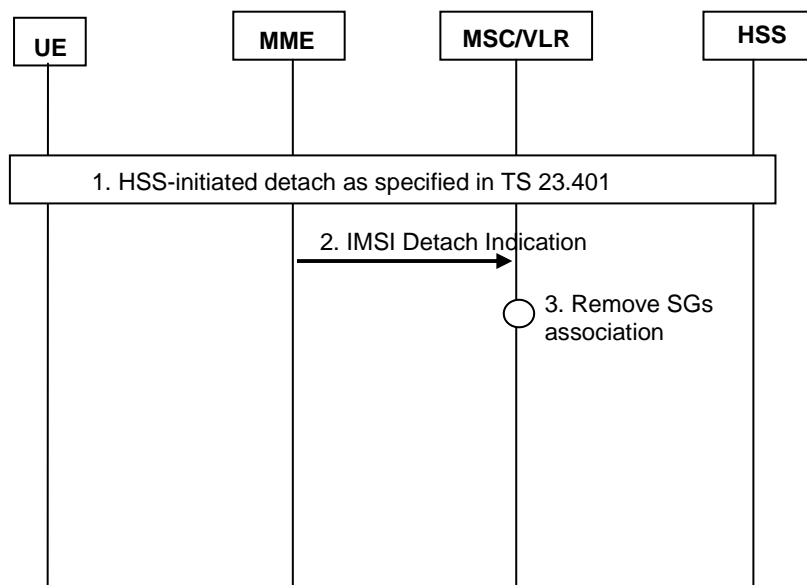 UE
MME
MSC/VLR
HSS
1. HSS-initiated detach as specified in TS 23.401
2. IMSI Detach Indication
3. Remove SGs
association